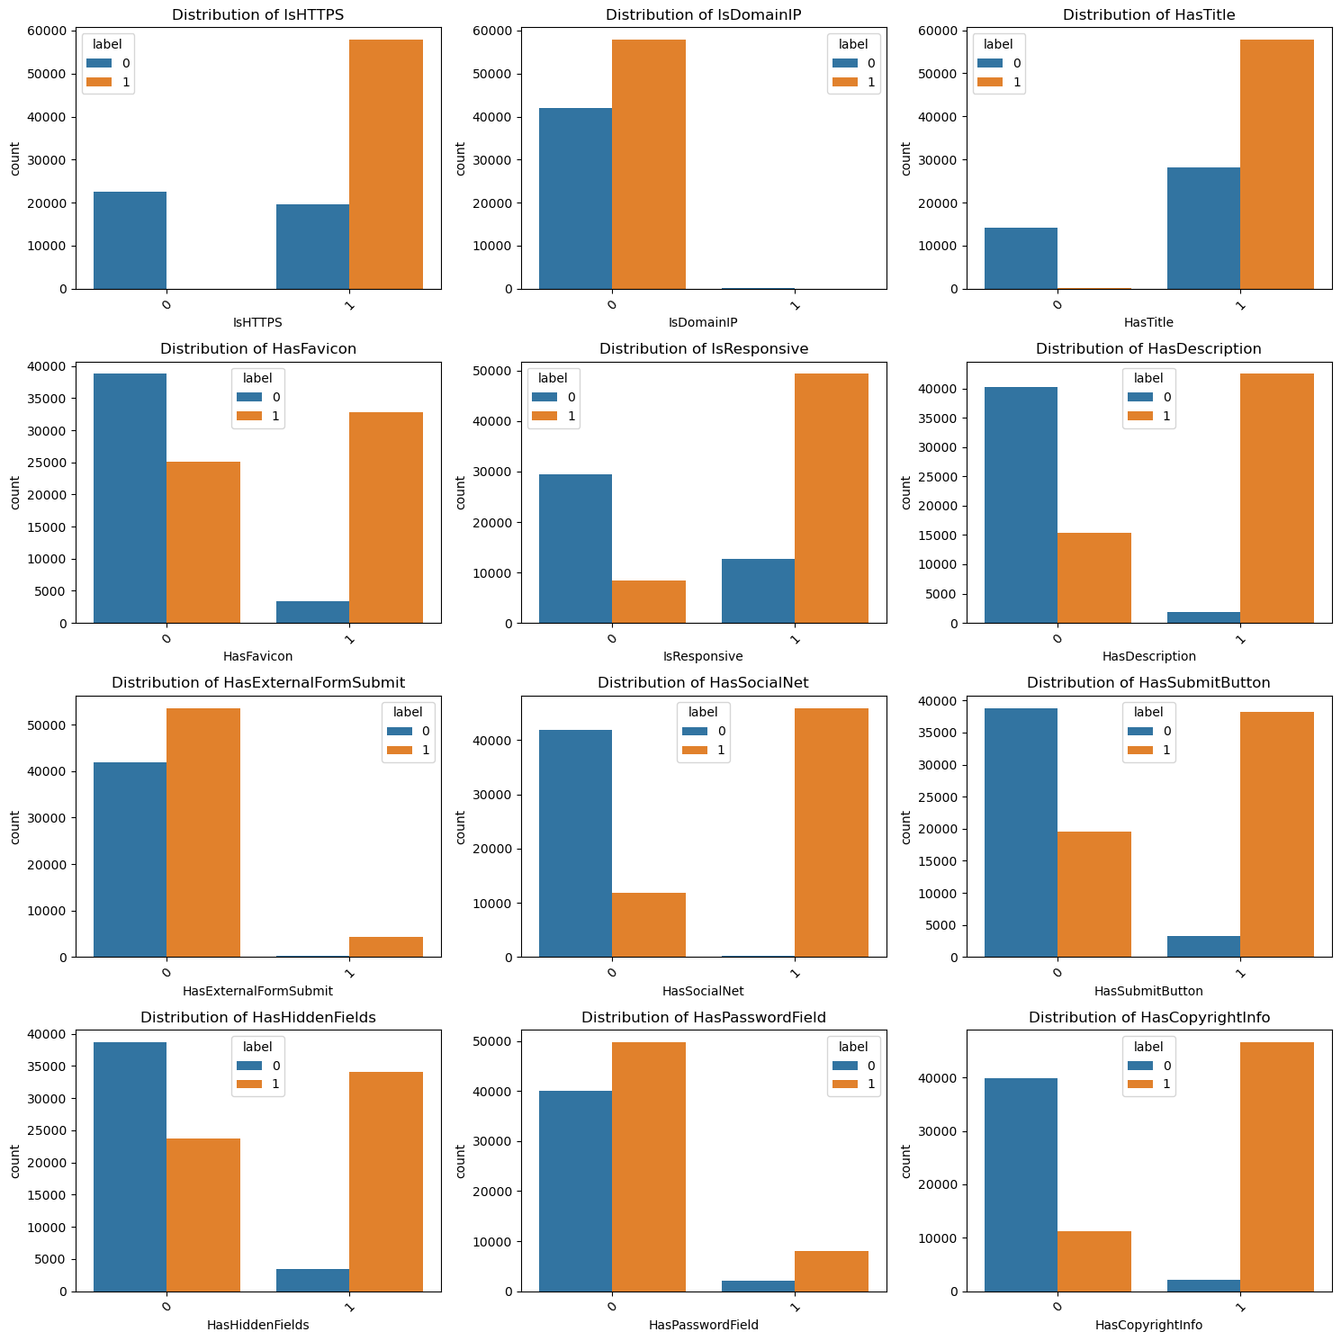 Distribution of IsHTTPS
label
0
1
60000
50000
40000
30000
20000
10000
0
count
0
1
IsHTTPS
Distribution of IsDomainIP
label
0
1
60000
50000
40000
30000
20000
10000
0
count
0
1
IsDomainIP
Distribution of HasTitle
label
0
1
60000
50000
40000
30000
20000
10000
0
count
0
1
HasTitle
Distribution of HasFavicon
label
0
1
40000
35000
30000
25000
20000
15000
10000
5000
0
count
0
1
HasFavicon
Distribution of IsResponsive
label
0
1
50000
40000
30000
20000
10000
0
count
0
1
IsResponsive
Distribution of HasDescription
label
0
1
40000
35000
30000
25000
20000
15000
10000
5000
0
count
0
1
HasDescription
Distribution of HasExternalFormSubmit
label
0
1
50000
40000
30000
20000
10000
0
count
0
1
HasExternalFormSubmit
Distribution of HasSocialNet
label
0
1
40000
30000
20000
10000
0
count
0
1
HasSocialNet
Distribution of HasSubmitButton
label
0
1
40000
35000
30000
25000
20000
15000
10000
5000
0
count
0
1
HasSubmitButton
Distribution of HasHiddenFields
label
0
1
40000
35000
30000
25000
20000
15000
10000
5000
0
count
0
1
HasHiddenFields
Distribution of HasPasswordField
label
0
1
50000
40000
30000
20000
10000
0
count
0
1
HasPasswordField
Distribution of HasCopyrightInfo
label
0
1
40000
30000
20000
10000
0
count
0
1
HasCopyrightInfo